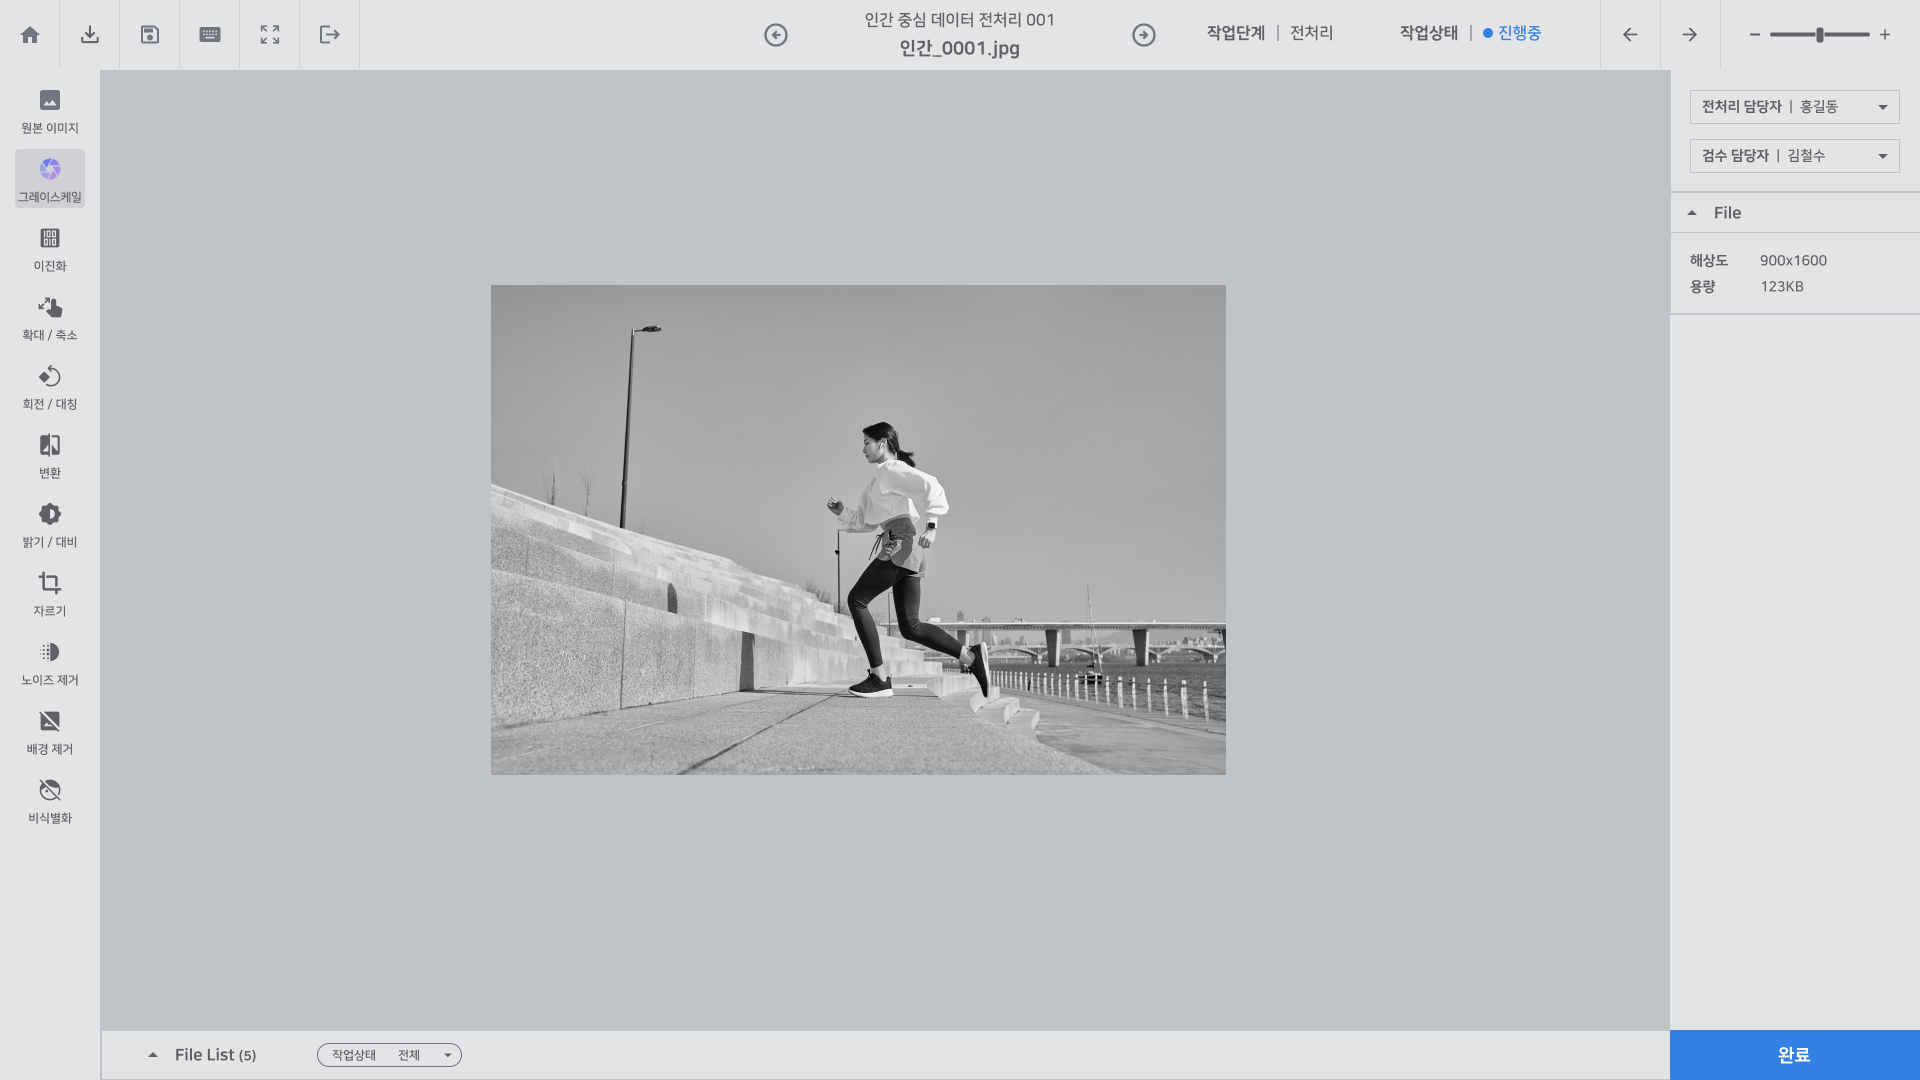 인간 중심 데이터 전처리 001
인간_0001.jpg
작업단계 | 전처리
작업상태 | 진행중
원본 이미지
그레이스케일
이진화
확대 / 축소
회전 / 대칭
변환
밝기 / 대비
자르기
노이즈 제거
배경 제거
비식별화
전처리 담당자 | 홍길동
검수 담당자 | 김철수
File
해상도 900x1600
용량 123KB
File List (5)
작업상태 전체
완료